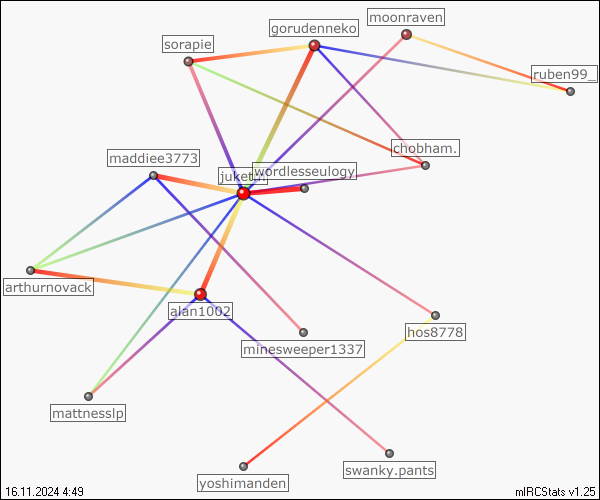 moonraven
gorudenneko
sorapie
ruben99_
chobham.
maddiee3773
wordlesseulogy
arthurnovack
alan1002
hos8778
minesweeper1337
mattnesslp
swanky.pants
yoshimanden
16.11.2024 4:49
mIRCStats v1.25